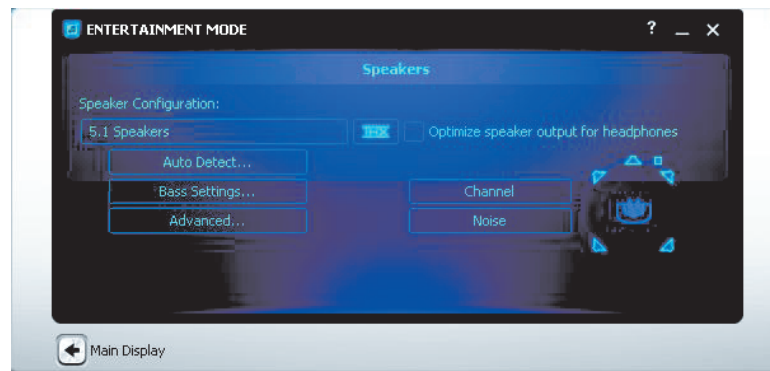 ENTERTAINMENT MODE
?
Speakers
Speaker Configuration:
5.1 Speakers
THX
Optimize speaker output for headphones
Auto Detect...
Bass Settings...
Channel
Advanced...
Noise
Main Display